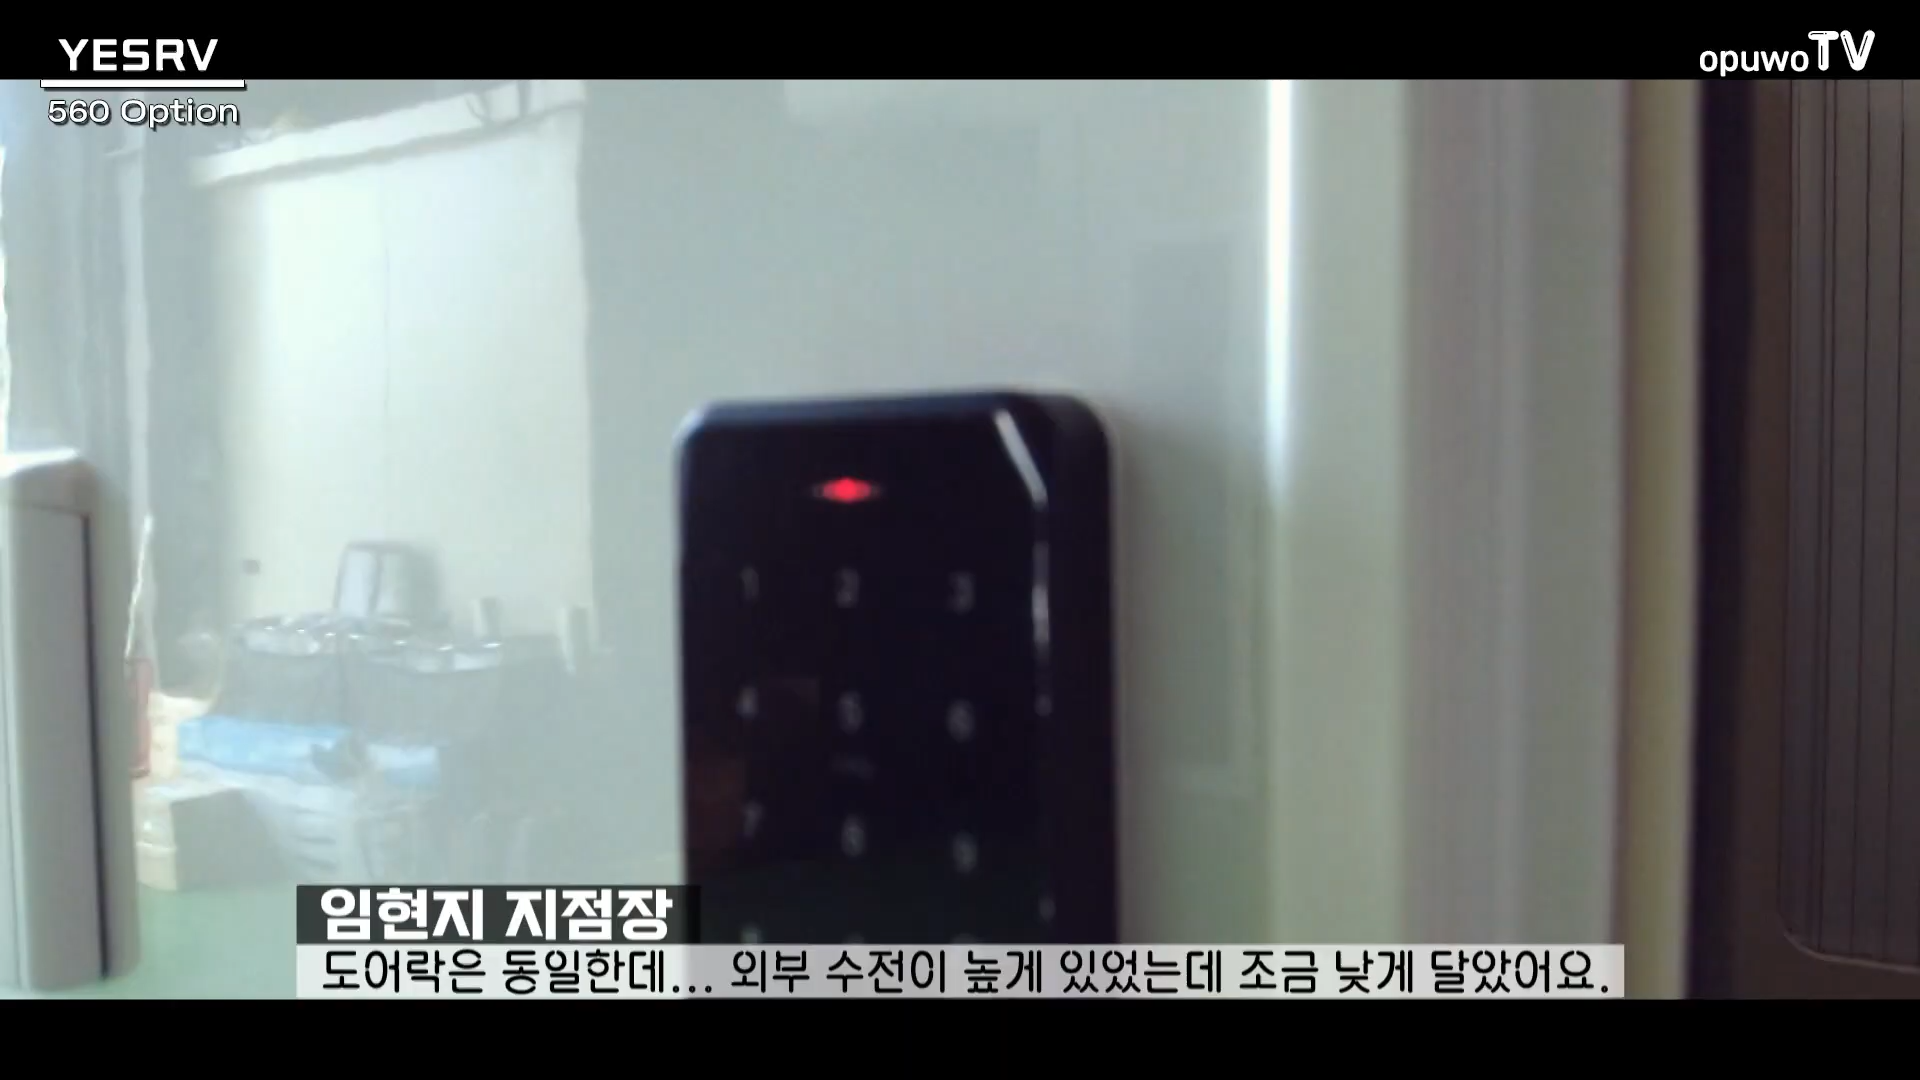 YESRV
opuwoTV
560 Option
1 2 3
4 5 6
7 8 9
임현지 지점장
도어락은 동일한데... 외부 수전이 높게 있었는데 조금 낮게 달았어요.